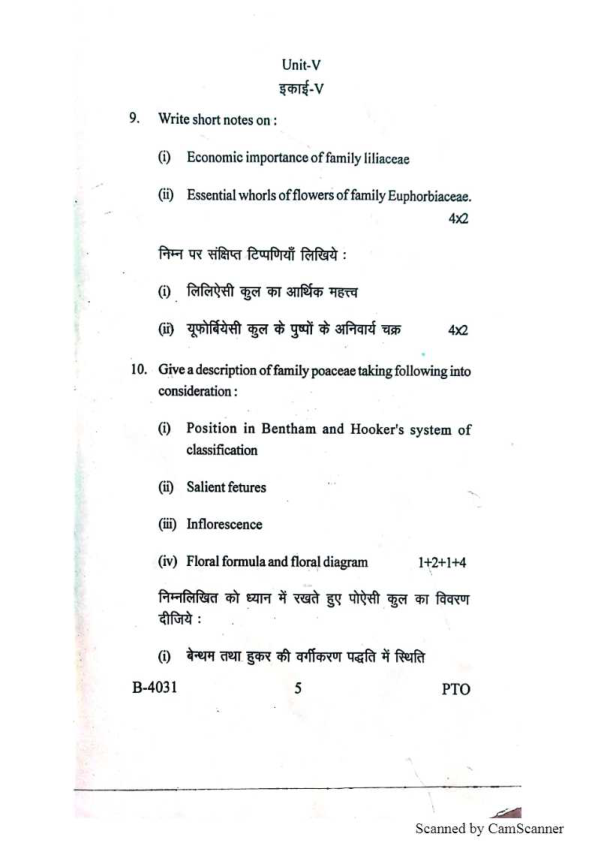 Unit-V
इकाई-V
9. Write short notes on :
(i) Economic importance of family liliaceae
(ii) Essential whorls of flowers of family Euphorbiaceae.
4x2
निम्न पर संक्षिप्त टिप्पणियाँ लिखिये :
(i) लिलिऐसी कुल का आर्थिक महत्त्व
(ii) यूफोर्बियेसी कुल के पुष्पों के अनिवार्य चक्र 4x2
10. Give a description of family poaceae taking following into
consideration :
(i) Position in Bentham and Hooker's system of
classification
(ii) Salient fetures
(iii) Inflorescence
(iv) Floral formula and floral diagram 1+2+1+4
निम्नलिखित को ध्यान में रखते हुए पोऐसी कुल का विवरण
दीजिये :
(i) बेन्थम तथा हुकर की वर्गीकरण पद्धति में स्थिति
B-4031 5 PTO
Scanned by CamScanner